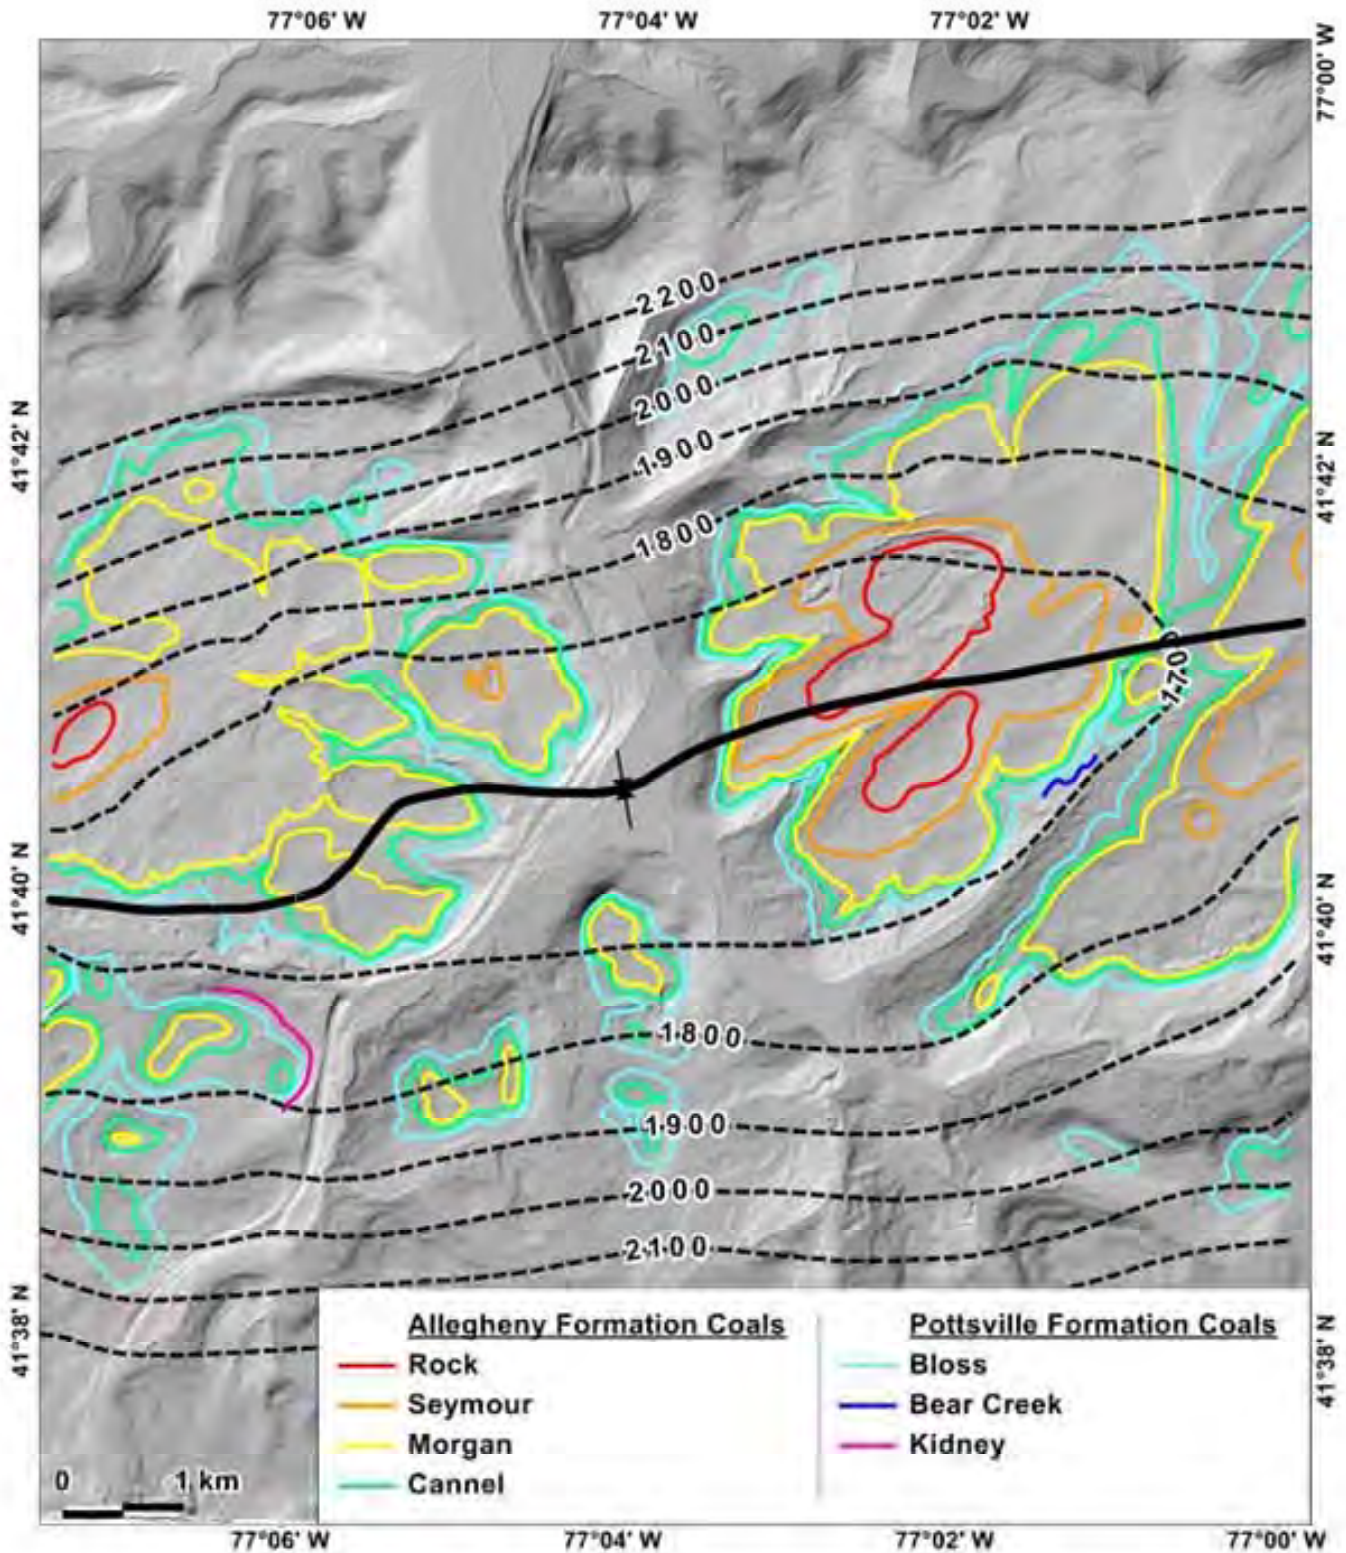 77°06' W 77°04' W 77°02' W
77°00' W
2200
2100
2000
1900
1800
41°42' N
41°42' N
1700
41°40' N
41°40' N
1800
1900
2000
2100
41°38' N
41°38' N
Allegheny Formation Coals
Rock
Seymour
Morgan
Cannel
Pottsville Formation Coals
Bloss
Bear Creek
Kidney
0 1 km
77°06' W 77°04' W 77°02' W 77°00' W